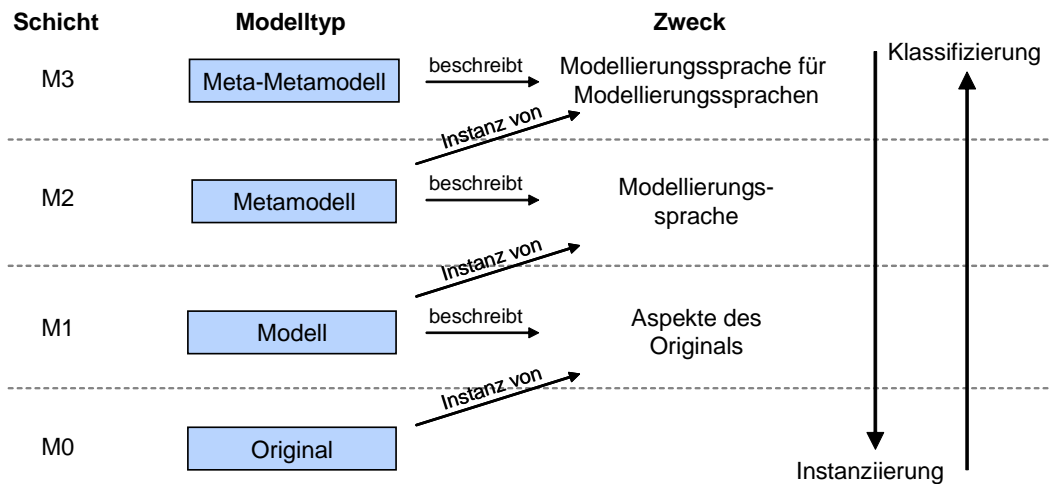 Schicht Modelltyp Zweck
Klassifizierung
M3 Meta-Metamodell beschreibt Modellierungssprache für
Modellierungssprachen
Instanz von
M2 Metamodell beschreibt Modellierungs-
sprache
Instanz von
M1 Modell beschreibt Aspekte des
Originals
Instanz von
M0 Original
Instanziierung